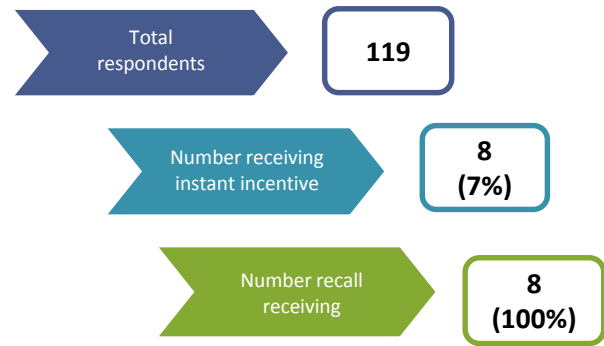 Total
respondents
119
Number receiving
instant incentive
8
(7%)
Number recall
receiving
8
(100%)